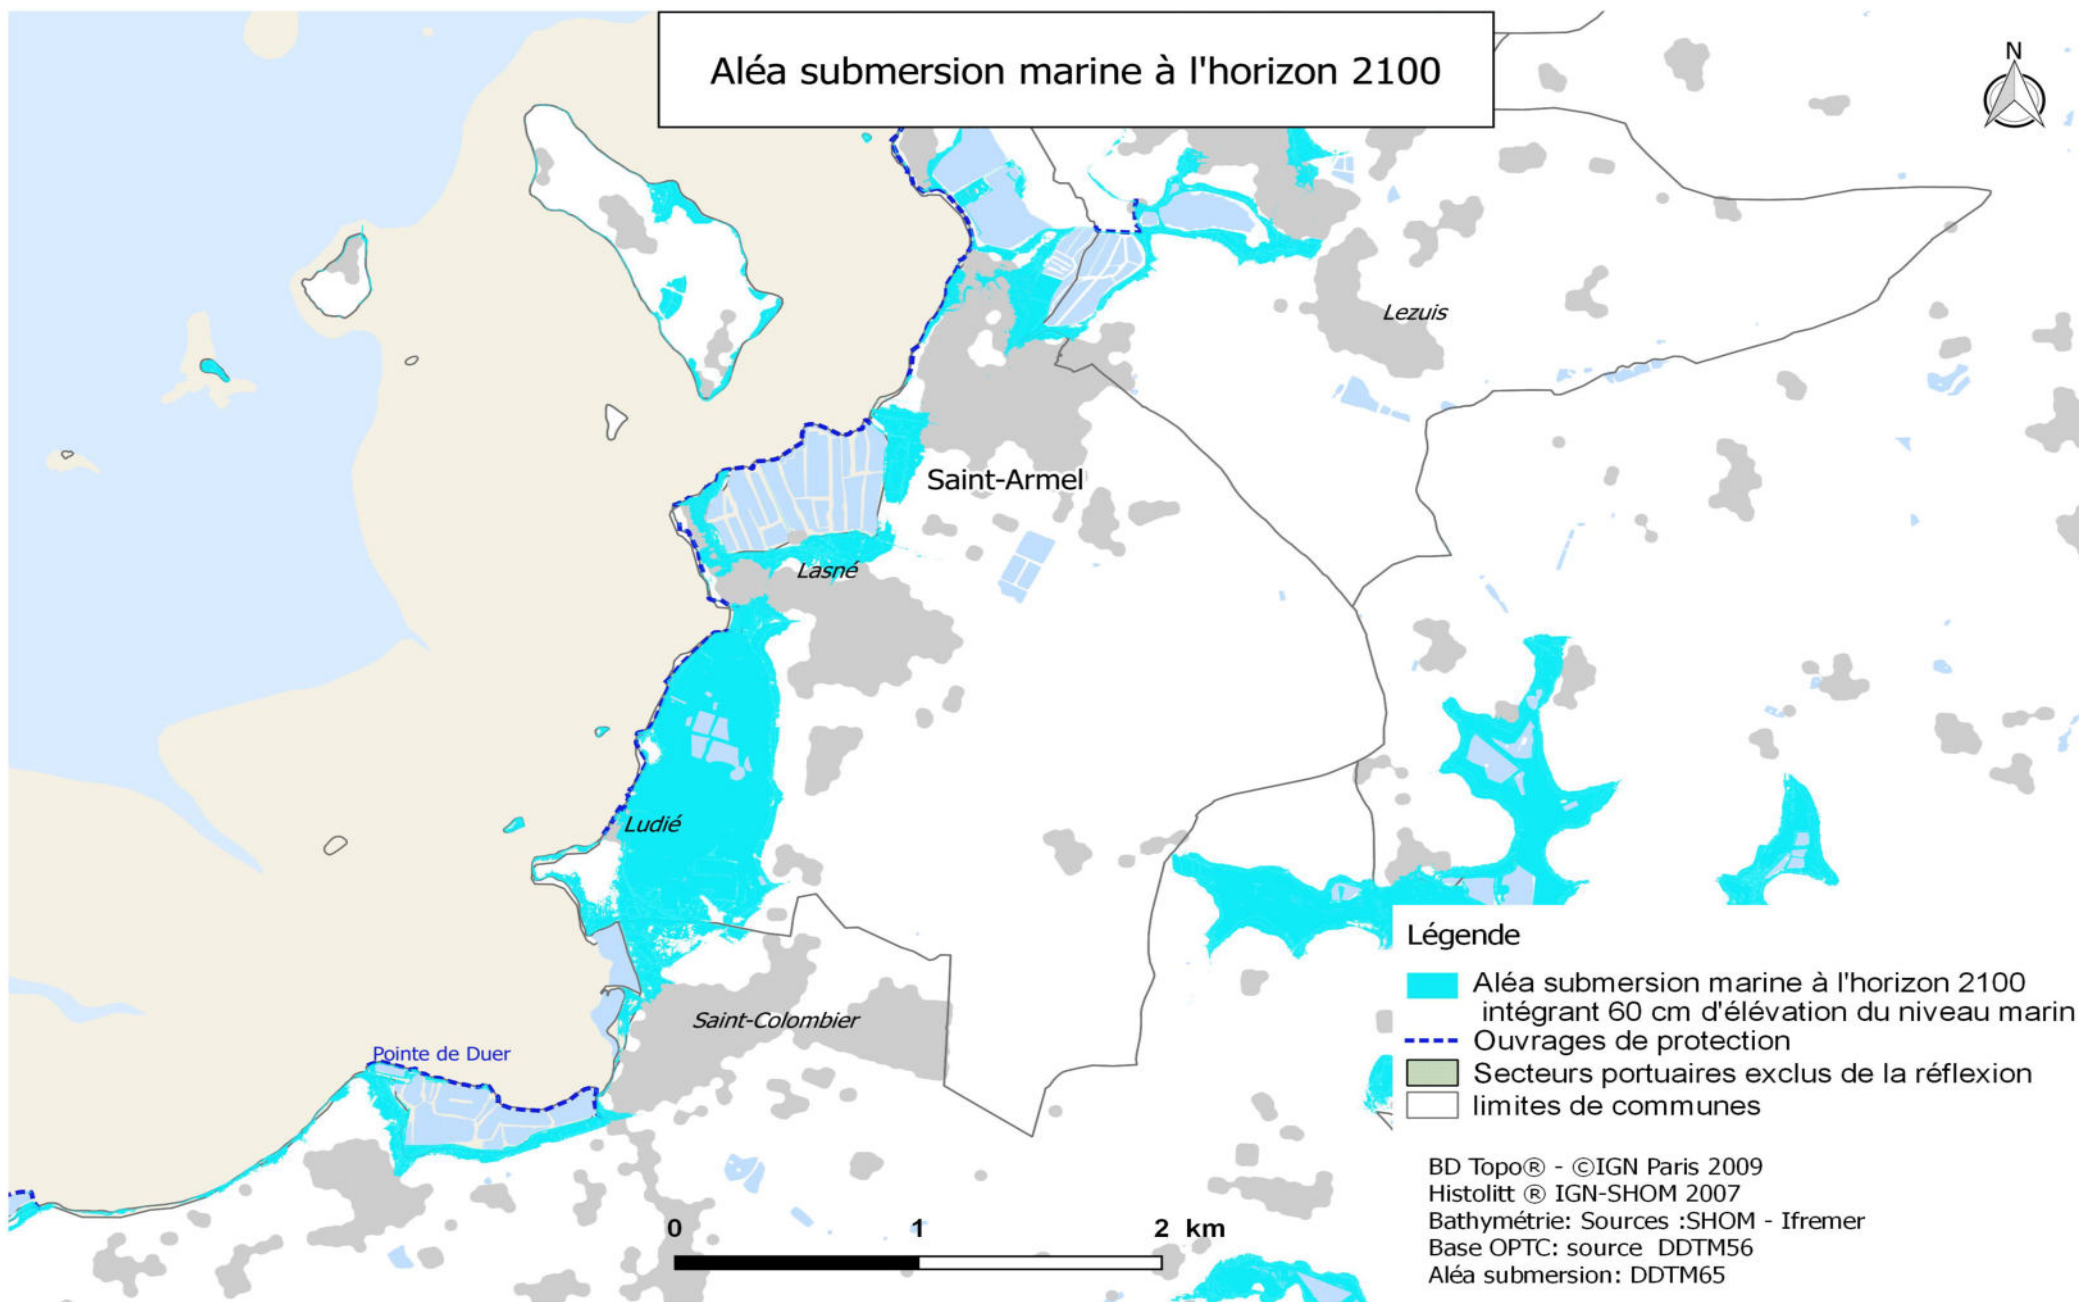 Aléa submersion marine à l'horizon 2100
N
Lezuis
Saint-Armel
Lasné
Ludié
Saint-Colombier
Pointe de Duer
0 1 2 km
Légende
Aléa submersion marine à l'horizon 2100
intégrant 60 cm d'élévation du niveau marin
Ouvrages de protection
Secteurs portuaires exclus de la réflexion
limites de communes
BD Topo® - ©IGN Paris 2009
Histolitt ® IGN-SHOM 2007
Bathymétrie: Sources :SHOM - Ifremer
Base OPTC: source DDTM56
Aléa submersion: DDTM65